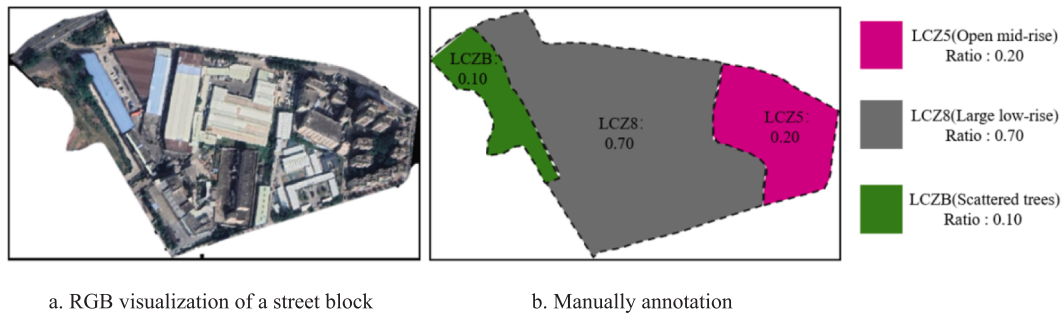 LCZB:
0.10
LCZ8:
0.70
LCZ5:
0.20
LCZ5(Open mid-rise)
Ratio : 0.20
LCZ8(Large low-rise)
Ratio : 0.70
LCZB(Scattered trees)
Ratio : 0.10
a. RGB visualization of a street block
b. Manually annotation